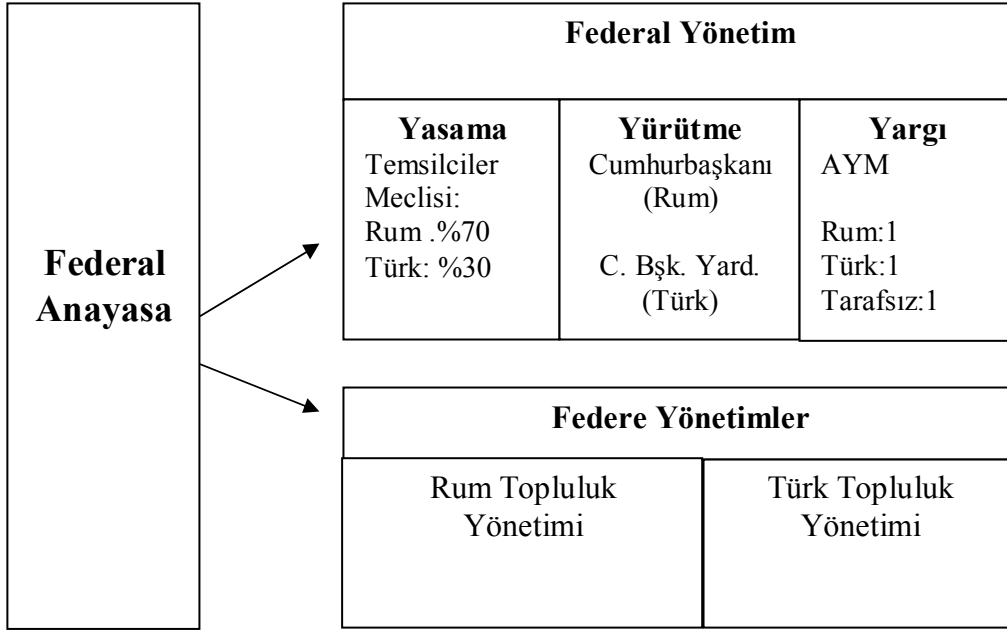 Federal
Anayasa
Federal Yönetim
Yasama
Temsilciler
Meclisi:
Rum .%70
Türk: %30
Yürütme
Cumhurbaşkanı
(Rum)
C. Bşk. Yard.
(Türk)
Yargı
AYM
Rum:1
Türk:1
Tarafsız:1
Federe Yönetimler
Rum Topluluk
Yönetimi
Türk Topluluk
Yönetimi